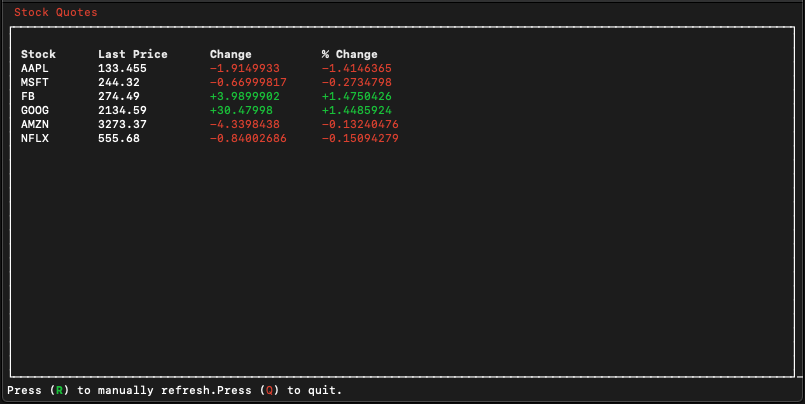 Stock Quotes
Stock Last Price Change % Change
AAPL 133.455 -1.9149933 -1.4146365
MSFT 244.32 -0.66999817 -0.2734798
FB 274.49 +3.9899902 +1.4750426
GOOG 2134.59 +30.47998 +1.4485924
AMZN 3273.37 -4.3398438 -0.13240476
NFLX 555.68 -0.84002686 -0.15094279
Press (R) to manually refresh.Press (Q) to quit.